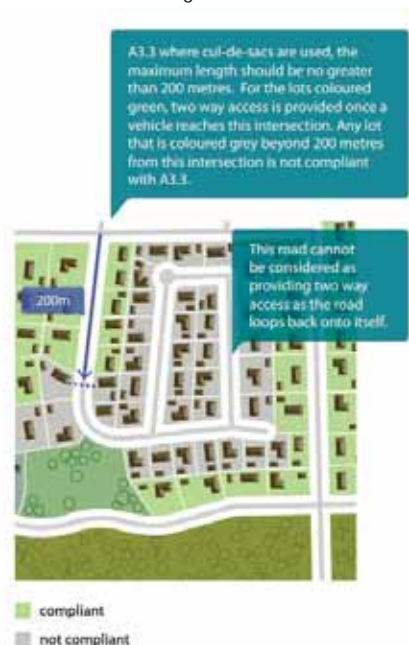 A3.3 where cul-de-sacs are used, the
maximum length should be no greater
than 200 metres. For the lots coloured
green, two way access is provided once a
vehicle reaches this intersection. Any lot
that is coloured grey beyond 200 metres
from this intersection is not compliant
with A3.3.
This road cannot
be considered as
providing two way
access as the road
loops back onto itself.
200m
compliant
not compliant